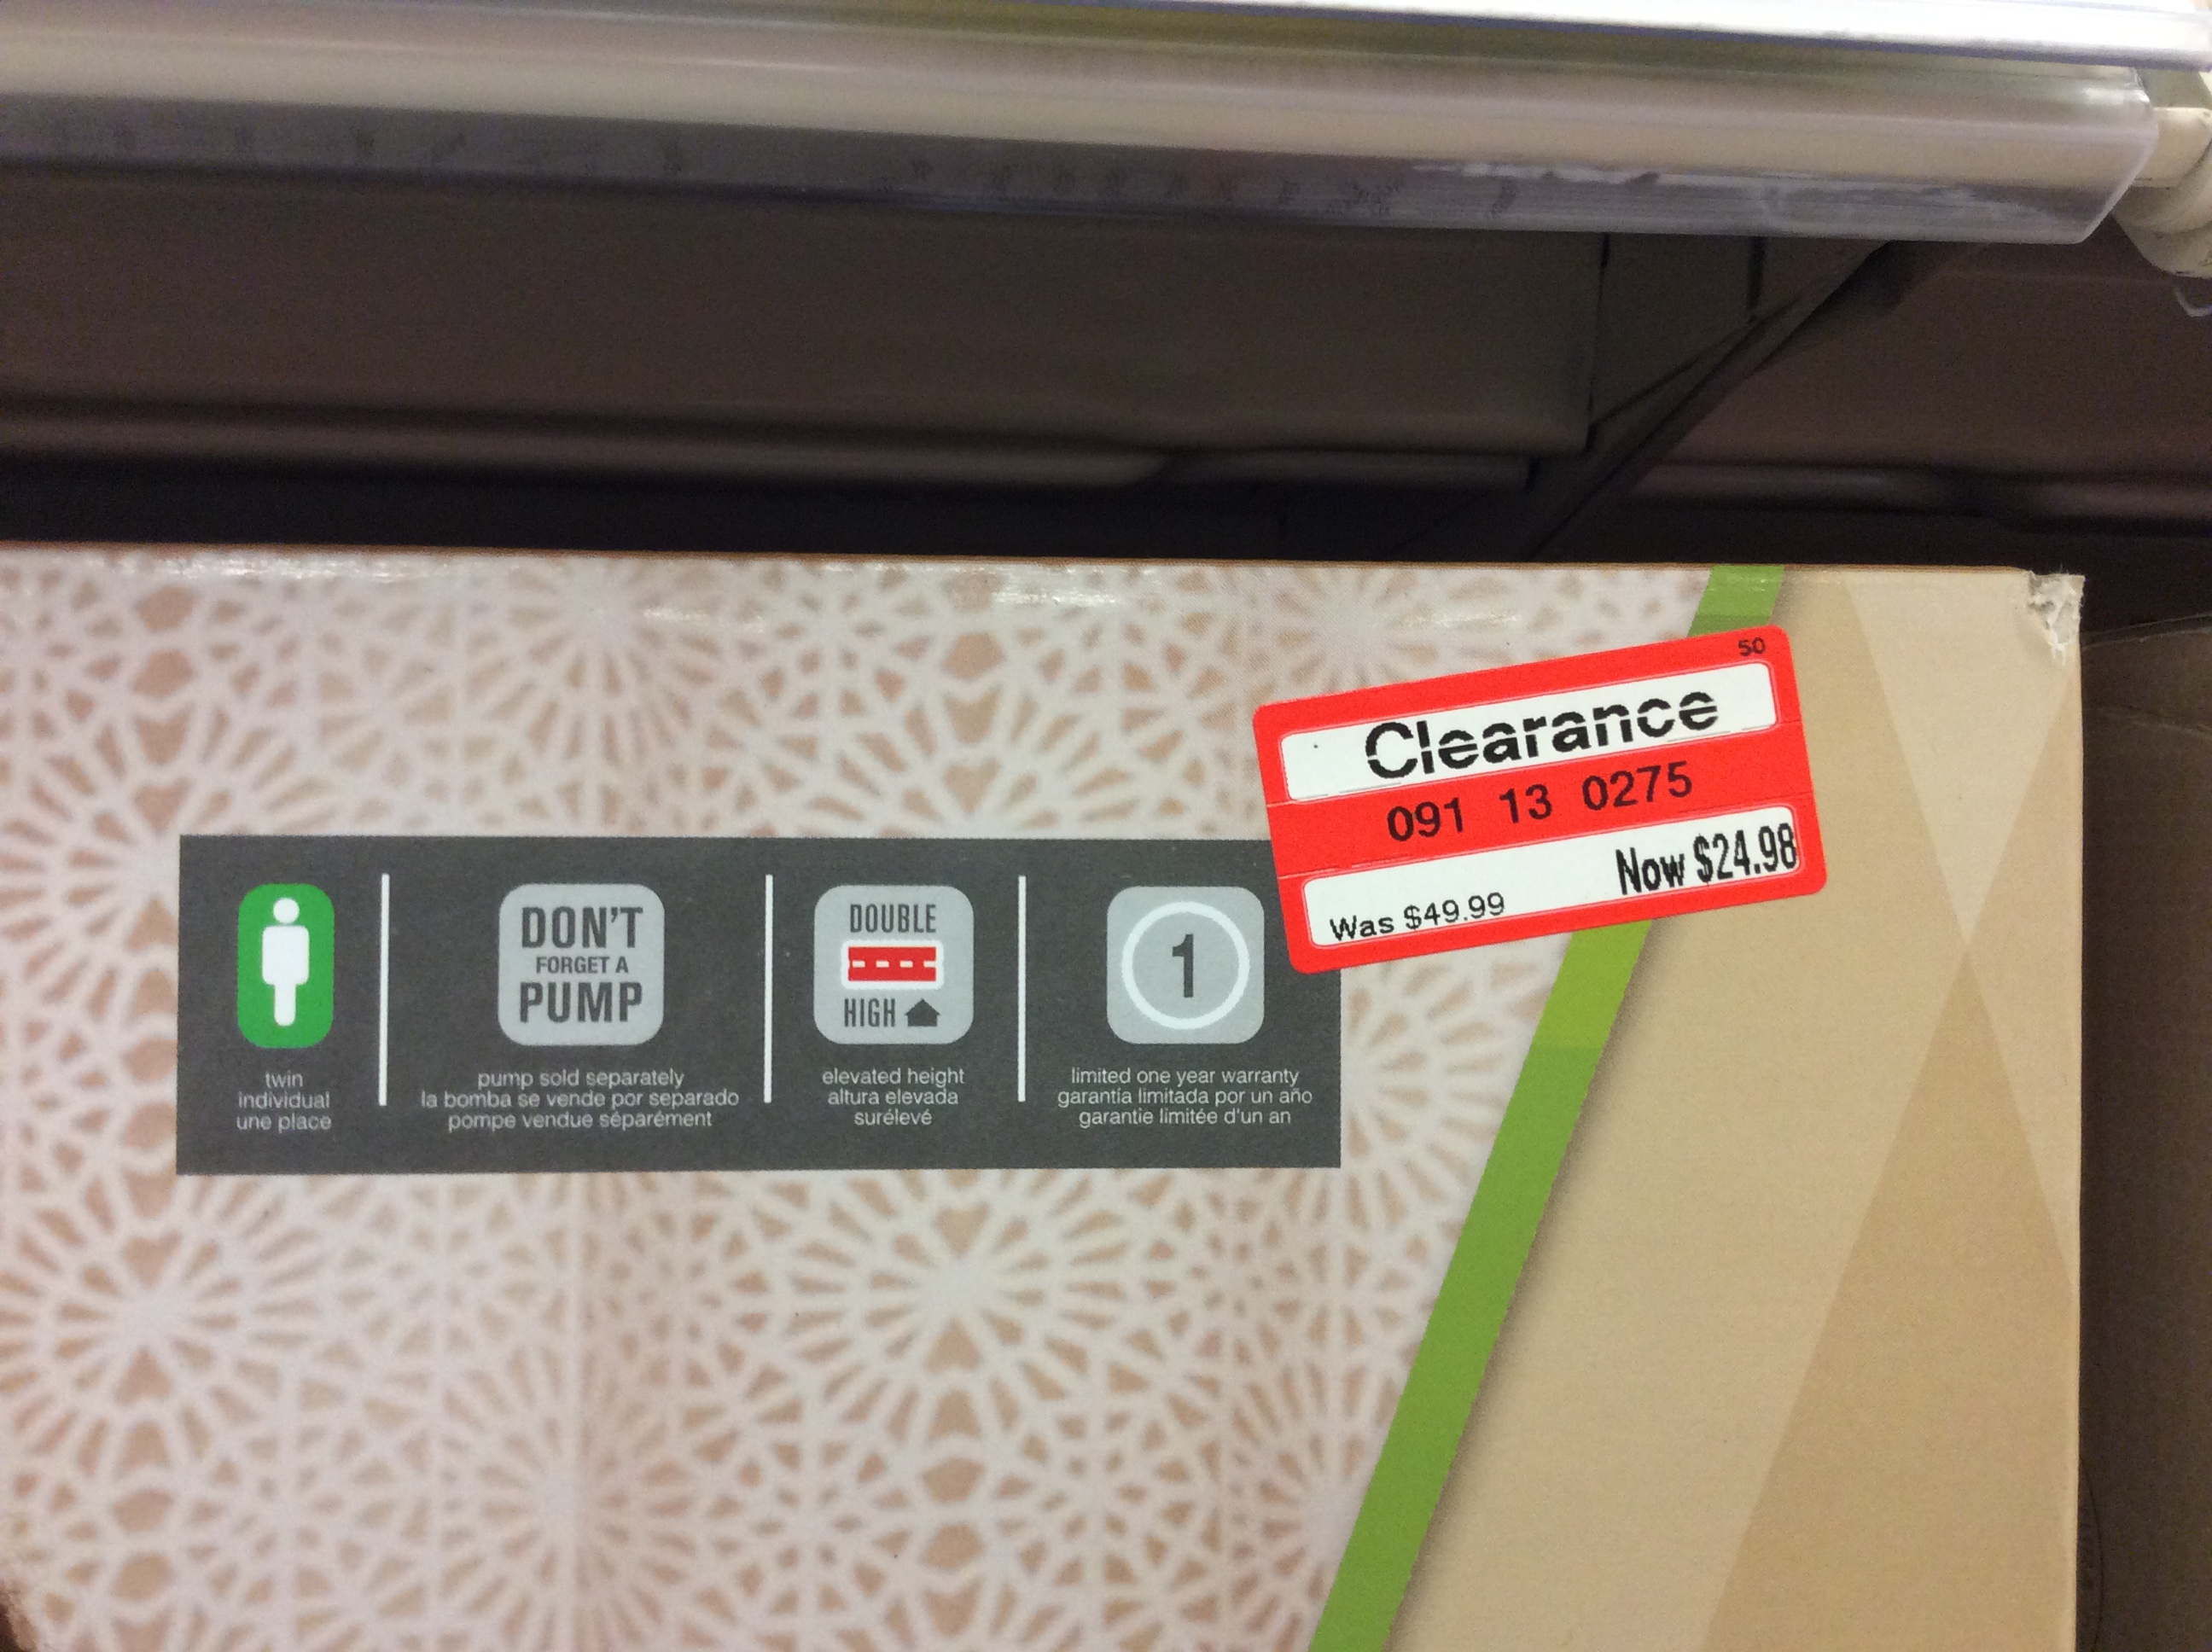 50
Clearance
091 13 0275
Now $24.98
Was $49.99
DON'T
FORGET A
PUMP
DOUBLE
HIGH
1
twin
individual
une place
pump sold separately
la bomba se vende por separado
pompe vendue séparément
elevated height
altura elevada
surélevé
limited one year warranty
garantía limitada por un año
garantie limitée d'un an